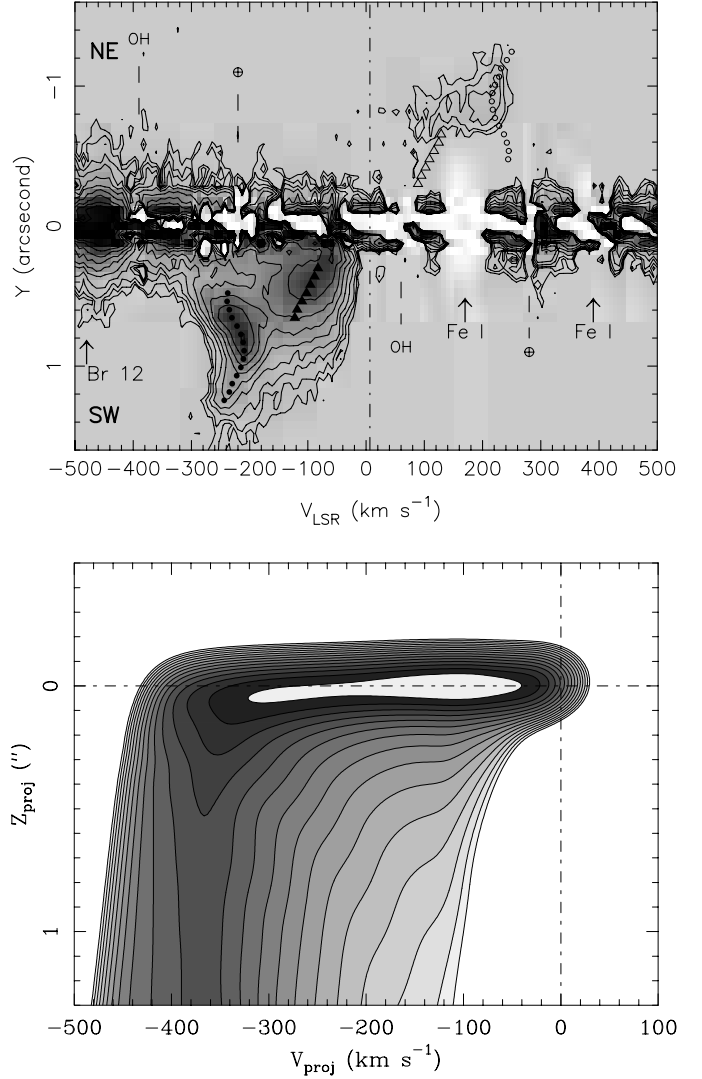 NE
OH
⊕
−1
0
1
Y (arcsecond)
OH
Fe
⊕
Fe
Br 12
SW
−500 −400 −300 −200 −100 0 100 200 300 400 500
V_LSR (km s⁻¹)
0
1
Z_proj (″)
−500 −400 −300 −200 −100 0 100
V_proj (km s⁻¹)